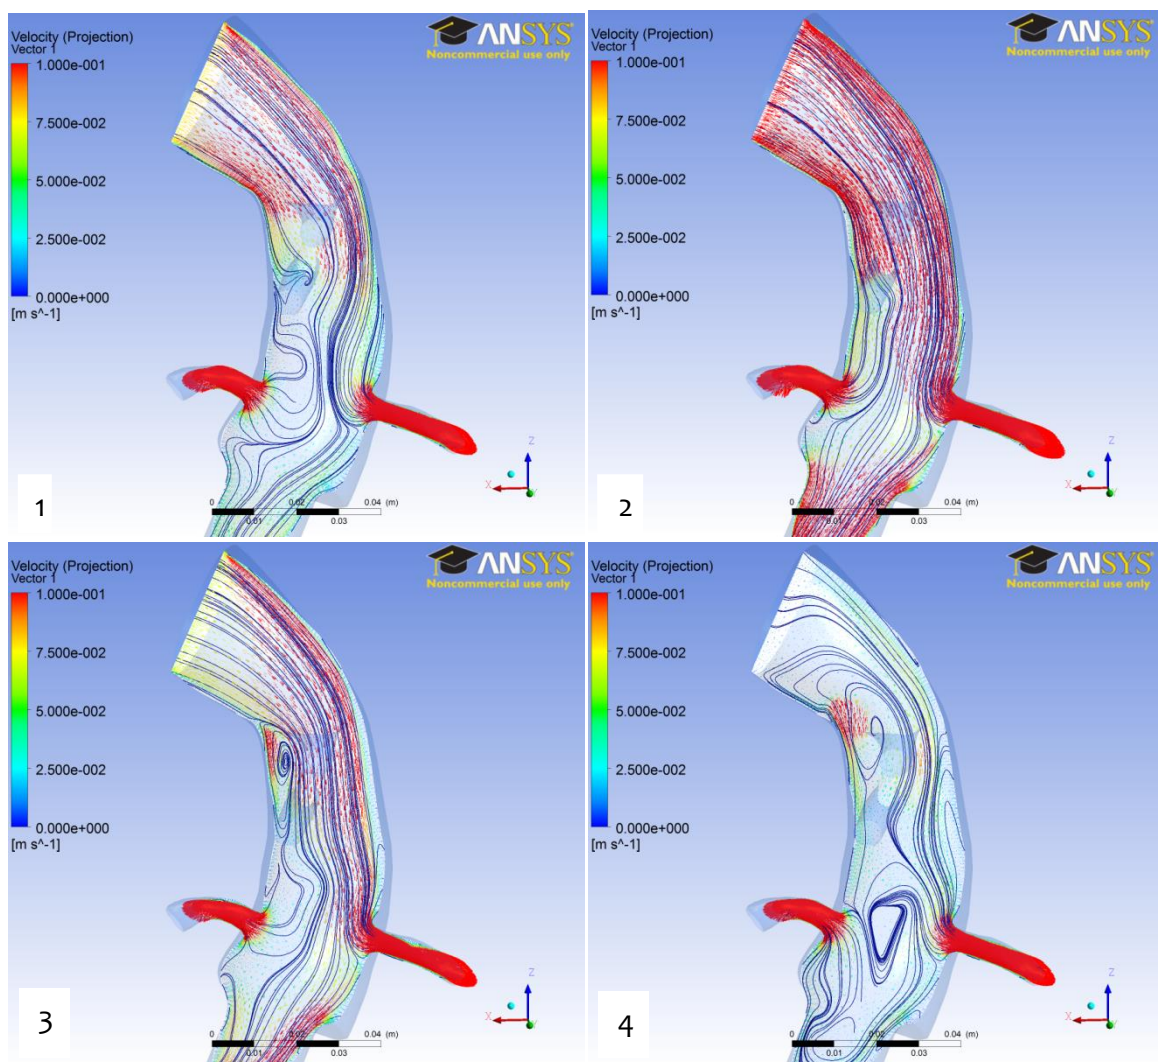 Velocity (Projection)
Vector 1
ANSYS
Noncommercial use only
1.000e-001
7.500e-002
5.000e-002
2.500e-002
0.000e+000
[m s^-1]
Z
X
Y
0 0.02 0.04 (m)
0.01 0.03
1
Velocity (Projection)
Vector 1
ANSYS
Noncommercial use only
1.000e-001
7.500e-002
5.000e-002
2.500e-002
0.000e+000
[m s^-1]
Z
X
Y
0 0.02 0.04 (m)
0.01 0.03
2
Velocity (Projection)
Vector 1
ANSYS
Noncommercial use only
1.000e-001
7.500e-002
5.000e-002
2.500e-002
0.000e+000
[m s^-1]
Z
X
Y
0 0.02 0.04 (m)
0.01 0.03
3
Velocity (Projection)
Vector 1
ANSYS
Noncommercial use only
1.000e-001
7.500e-002
5.000e-002
2.500e-002
0.000e+000
[m s^-1]
Z
X
Y
0 0.02 0.04 (m)
0.01 0.03
4